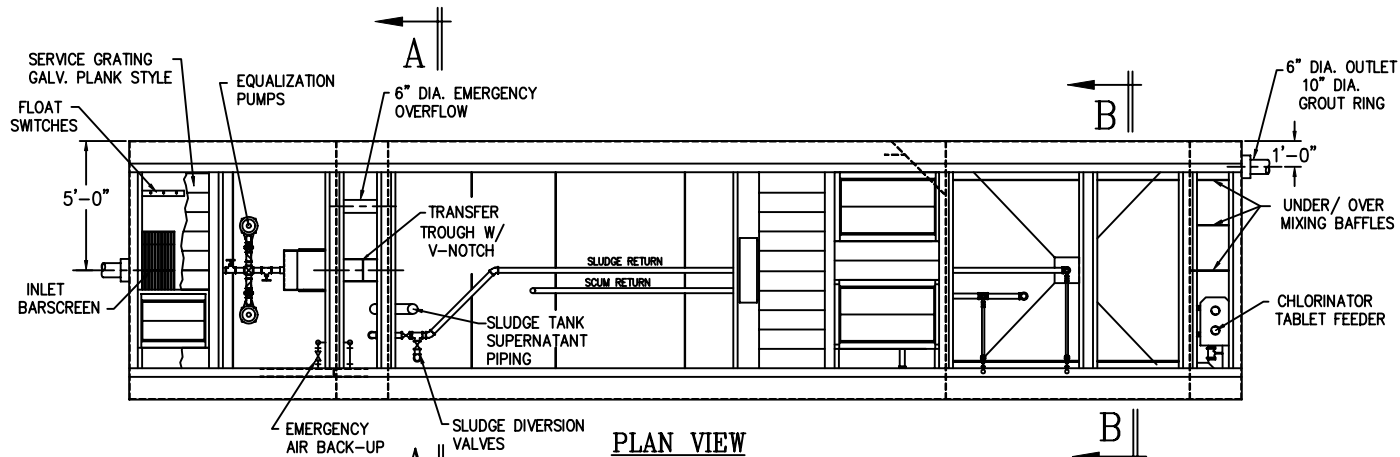 A
SERVICE GRATING
GALV. PLANK STYLE
EQUALIZATION
PUMPS
6" DIA. EMERGENCY
OVERFLOW
FLOAT
SWITCHES
B
6" DIA. OUTLET
10" DIA.
GROUT RING
5'-0"
1'-0"
TRANSFER
TROUGH W/
V-NOTCH
UNDER/ OVER
MIXING BAFFLES
SLUDGE RETURN
SCUM RETURN
INLET
BARSCREEN
SLUDGE TANK
SUPERNATANT
PIPING
CHLORINATOR
TABLET FEEDER
EMERGENCY
AIR BACK-UP
SLUDGE DIVERSION
VALVES
A
PLAN VIEW
B